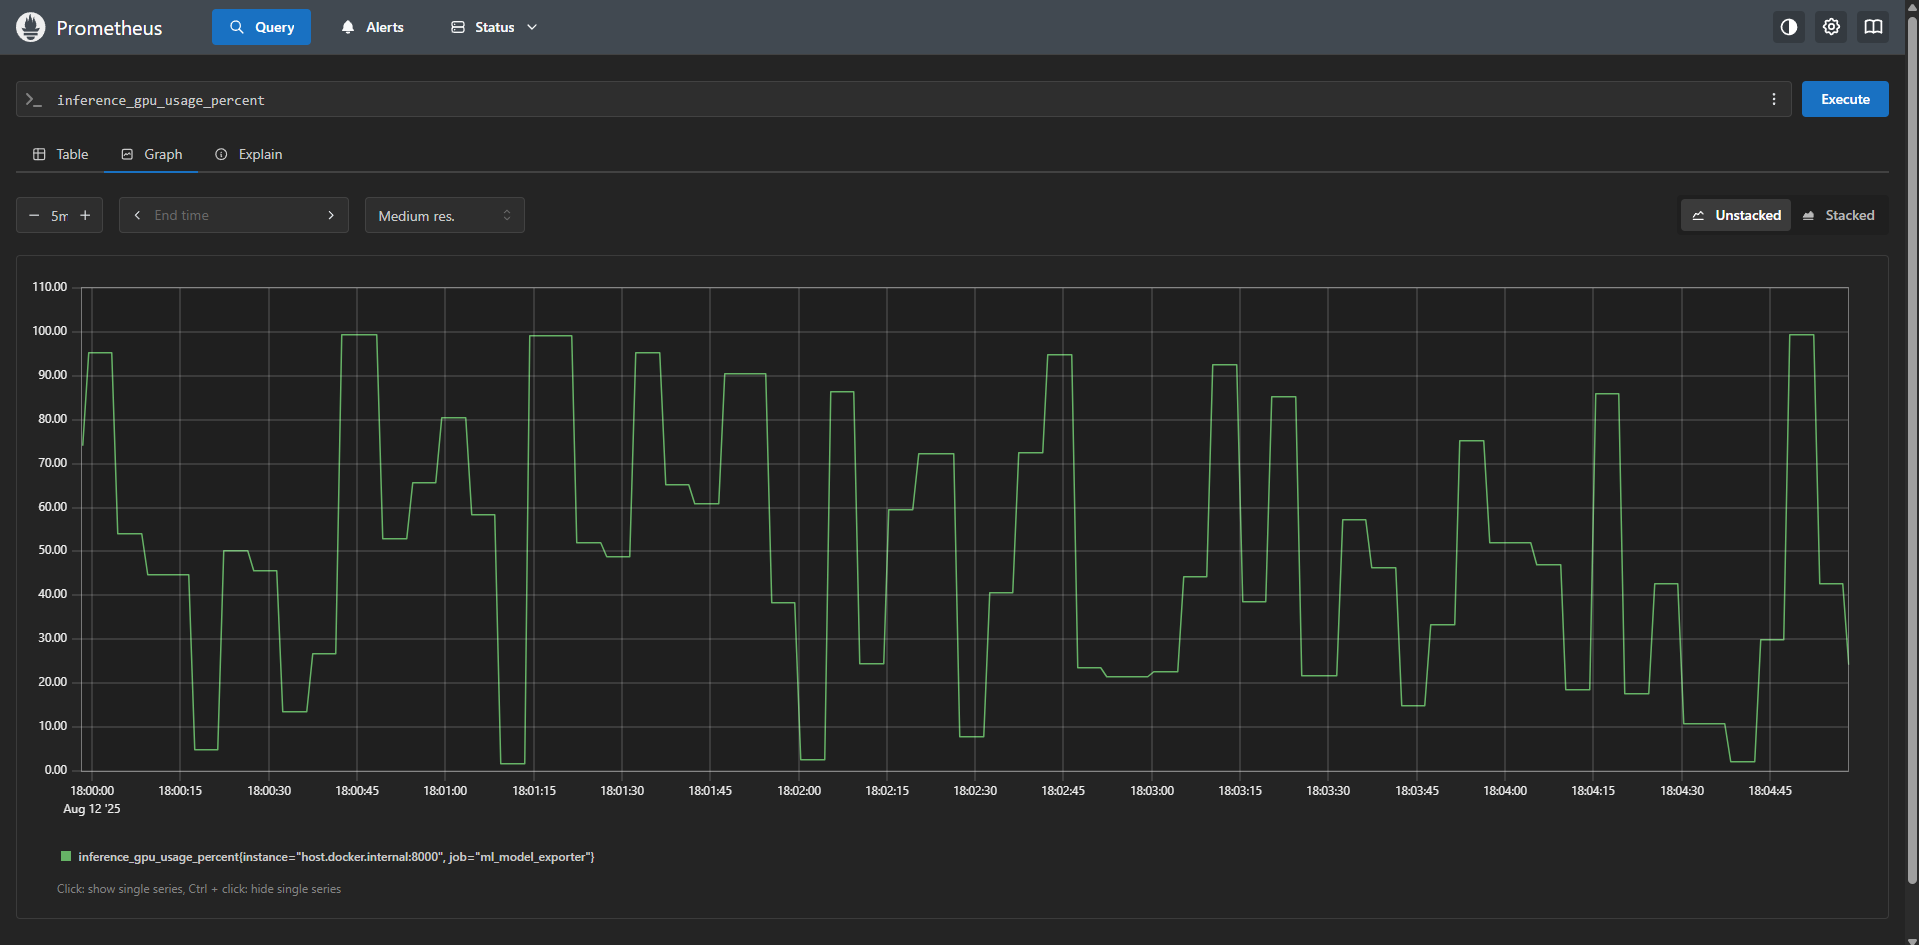 Prometheus Query Alerts Status
>_ inference_gpu_usage_percent Execute
Table Graph Explain
5m End time Medium res. Unstacked Stacked
110.00
100.00
90.00
80.00
70.00
60.00
50.00
40.00
30.00
20.00
10.00
0.00
18:00:00 18:00:15 18:00:30 18:00:45 18:01:00 18:01:15 18:01:30 18:01:45 18:02:00 18:02:15 18:02:30 18:02:45 18:03:00 18:03:15 18:03:30 18:03:45 18:04:00 18:04:15 18:04:30 18:04:45
Aug 12 '25
inference_gpu_usage_percent{instance="host.docker.internal:8000", job="ml_model_exporter"}
Click: show single series, Ctrl + click: hide single series